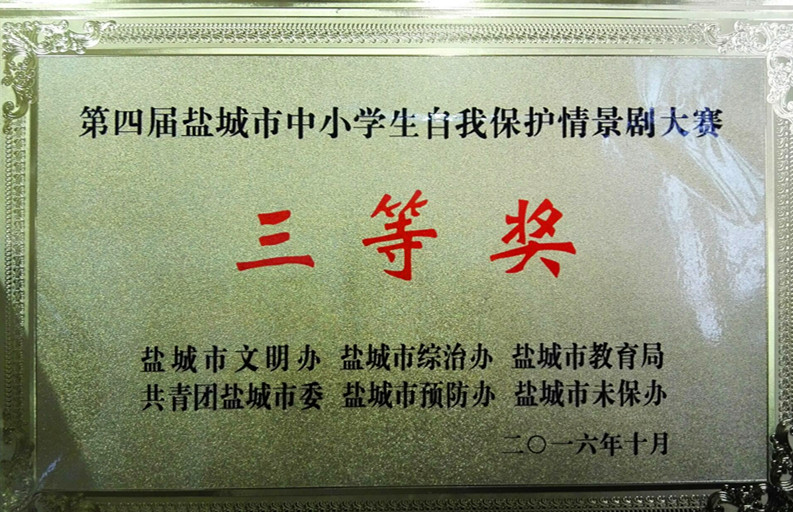 第四届盐城市中小学生自我保护情景剧大赛
三等奖
盐城市文明办 盐城市综治办 盐城市教育局
共青团盐城市委 盐城市预防办 盐城市未保办
二〇一六年十月